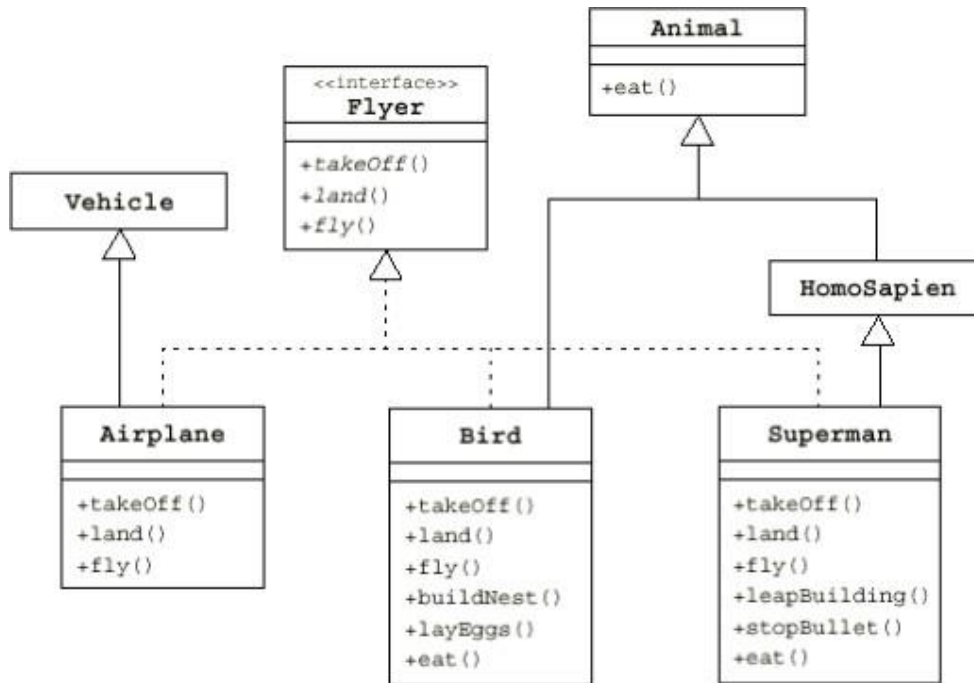 Animal
+eat()
<<interface>>
Flyer
+takeOff()
+land()
+fly()
Vehicle
HomoSapien
Airplane
+takeOff()
+land()
+fly()
Bird
+takeOff()
+land()
+fly()
+buildNest()
+layEggs()
+eat()
Superman
+takeOff()
+land()
+fly()
+leapBuilding()
+stopBullet()
+eat()